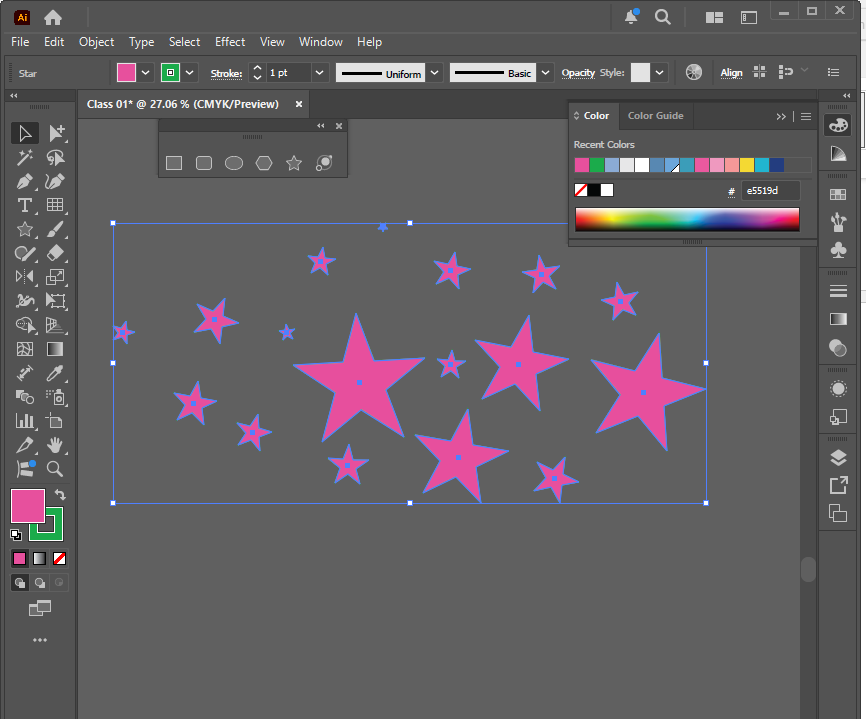 Ai
File Edit Object Type Select Effect View Window Help
Star Stroke: 1 pt Uniform Basic Opacity Style: Align
Class 01* @ 27.06 % (CMYK/Preview) ×
Color Color Guide
Recent Colors
# e5519d
T